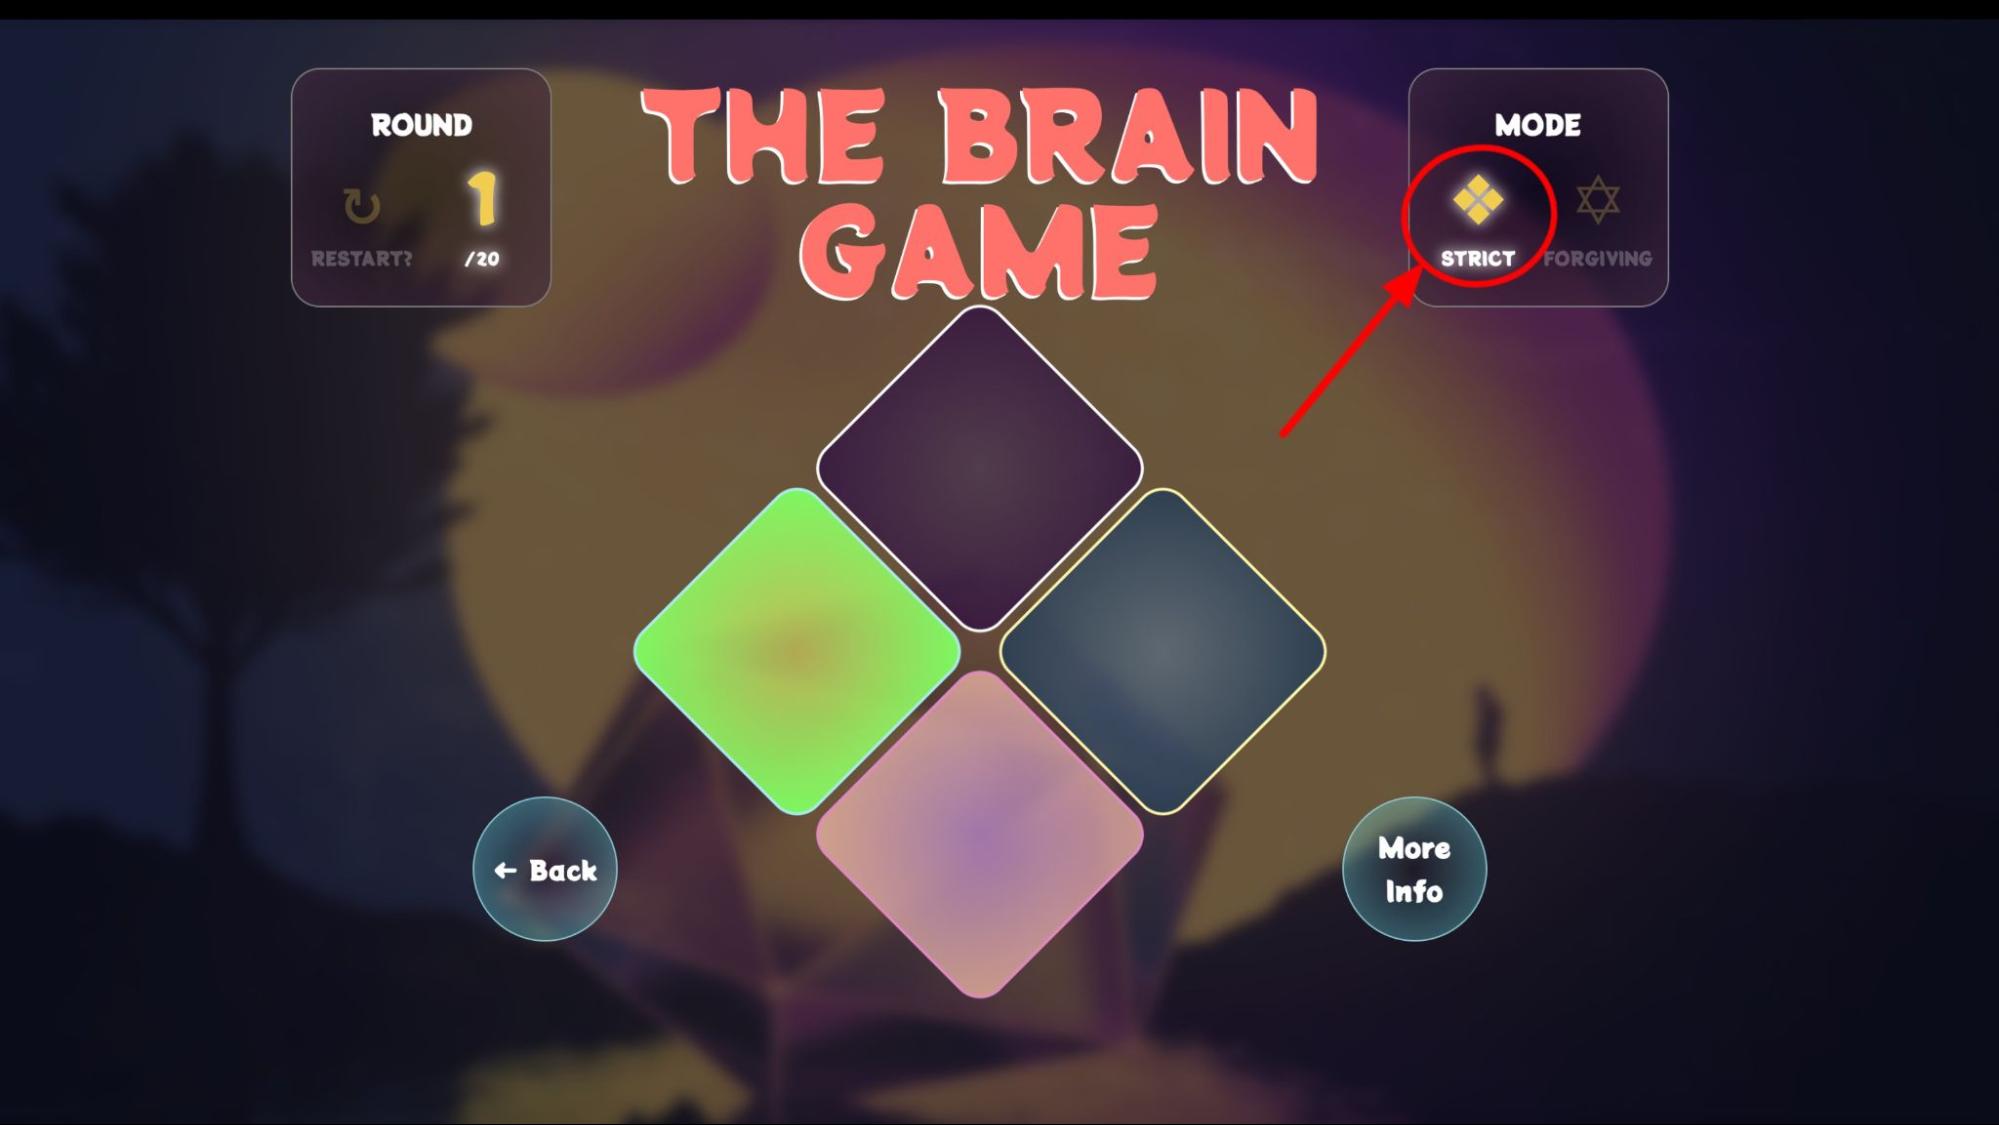 THE BRAIN
GAME
ROUND
↻ 1
RESTART? /20
MODE
STRICT FORGIVING
← Back
More
Info